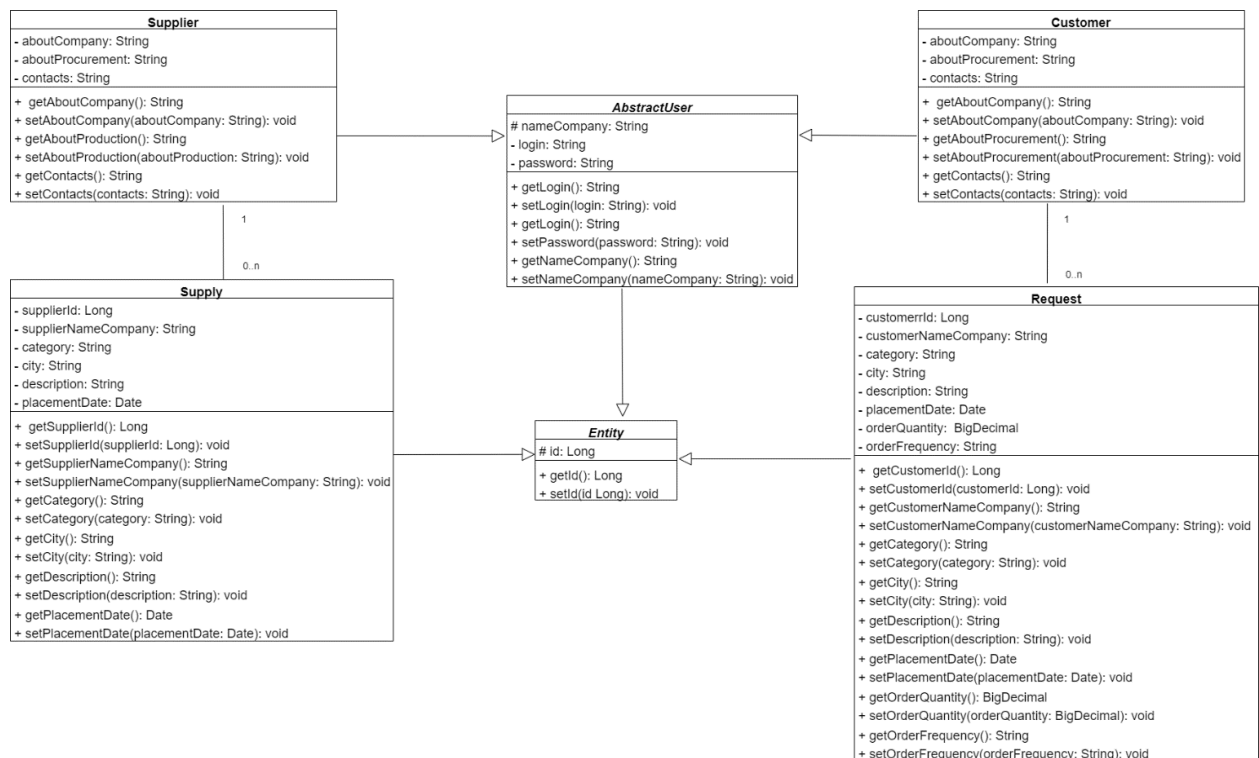 Supplier
- aboutCompany: String
- aboutProcurement: String
- contacts: String
+ getAboutCompany(): String
+ setAboutCompany(aboutCompany: String): void
+ getAboutProduction(): String
+ setAboutProduction(aboutProduction: String): void
+ getContacts(): String
+ setContacts(contacts: String): void
AbstractUser
# nameCompany: String
- login: String
- password: String
+ getLogin(): String
+ setLogin(login: String): void
+ getLogin(): String
+ setPassword(password: String): void
+ getNameCompany(): String
+ setNameCompany(nameCompany: String): void
Customer
- aboutCompany: String
- aboutProcurement: String
- contacts: String
+ getAboutCompany(): String
+ setAboutCompany(aboutCompany: String): void
+ getAboutProcurement(): String
+ setAboutProcurement(aboutProcurement: String): void
+ getContacts(): String
+ setContacts(contacts: String): void
1
0..n
1
0..n
Supply
- supplierId: Long
- supplierNameCompany: String
- category: String
- city: String
- description: String
- placementDate: Date
+ getSupplierId(): Long
+ setSupplierId(supplierId: Long): void
+ getSupplierNameCompany(): String
+ setSupplierNameCompany(supplierNameCompany: String): void
+ getCategory(): String
+ setCategory(category: String): void
+ getCity(): String
+ setCity(city: String): void
+ getDescription(): String
+ setDescription(description: String): void
+ getPlacementDate(): Date
+ setPlacementDate(placementDate: Date): void
Entity
# id: Long
+ getId(): Long
+ setId(id Long): void
Request
- customerrId: Long
- customerNameCompany: String
- category: String
- city: String
- description: String
- placementDate: Date
- orderQuantity: BigDecimal
- orderFrequency: String
+ getCustomerId(): Long
+ setCustomerId(customerId: Long): void
+ getCustomerNameCompany(): String
+ setCustomerNameCompany(customerNameCompany: String): void
+ getCategory(): String
+ setCategory(category: String): void
+ getCity(): String
+ setCity(city: String): void
+ getDescription(): String
+ setDescription(description: String): void
+ getPlacementDate(): Date
+ setPlacementDate(placementDate: Date): void
+ getOrderQuantity(): BigDecimal
+ setOrderQuantity(orderQuantity: BigDecimal): void
+ getOrderFrequency(): String
+ setOrderFrequency(orderFrequency: String): void